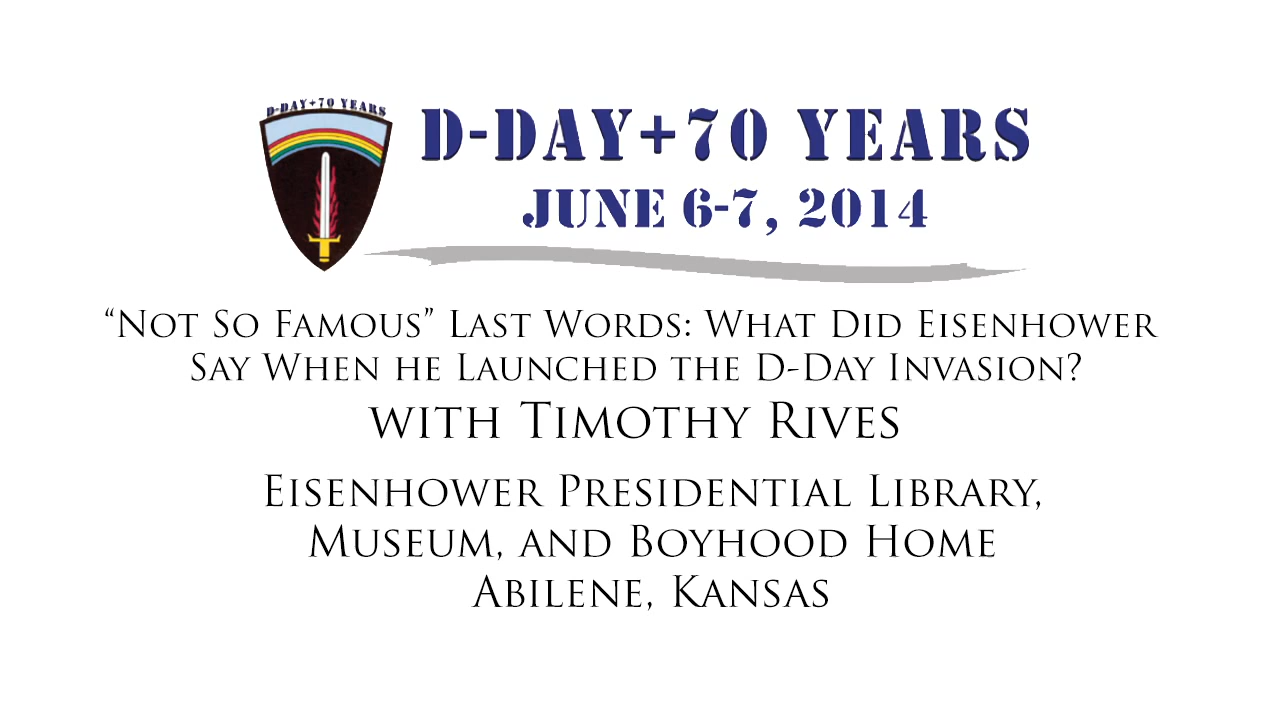 D-DAY+70 YEARS
D-DAY+70 YEARS
JUNE 6-7, 2014
“Not So Famous” Last Words: What Did Eisenhower
Say When he Launched the D-Day Invasion?
with Timothy Rives
Eisenhower Presidential Library,
Museum, and Boyhood Home
Abilene, Kansas